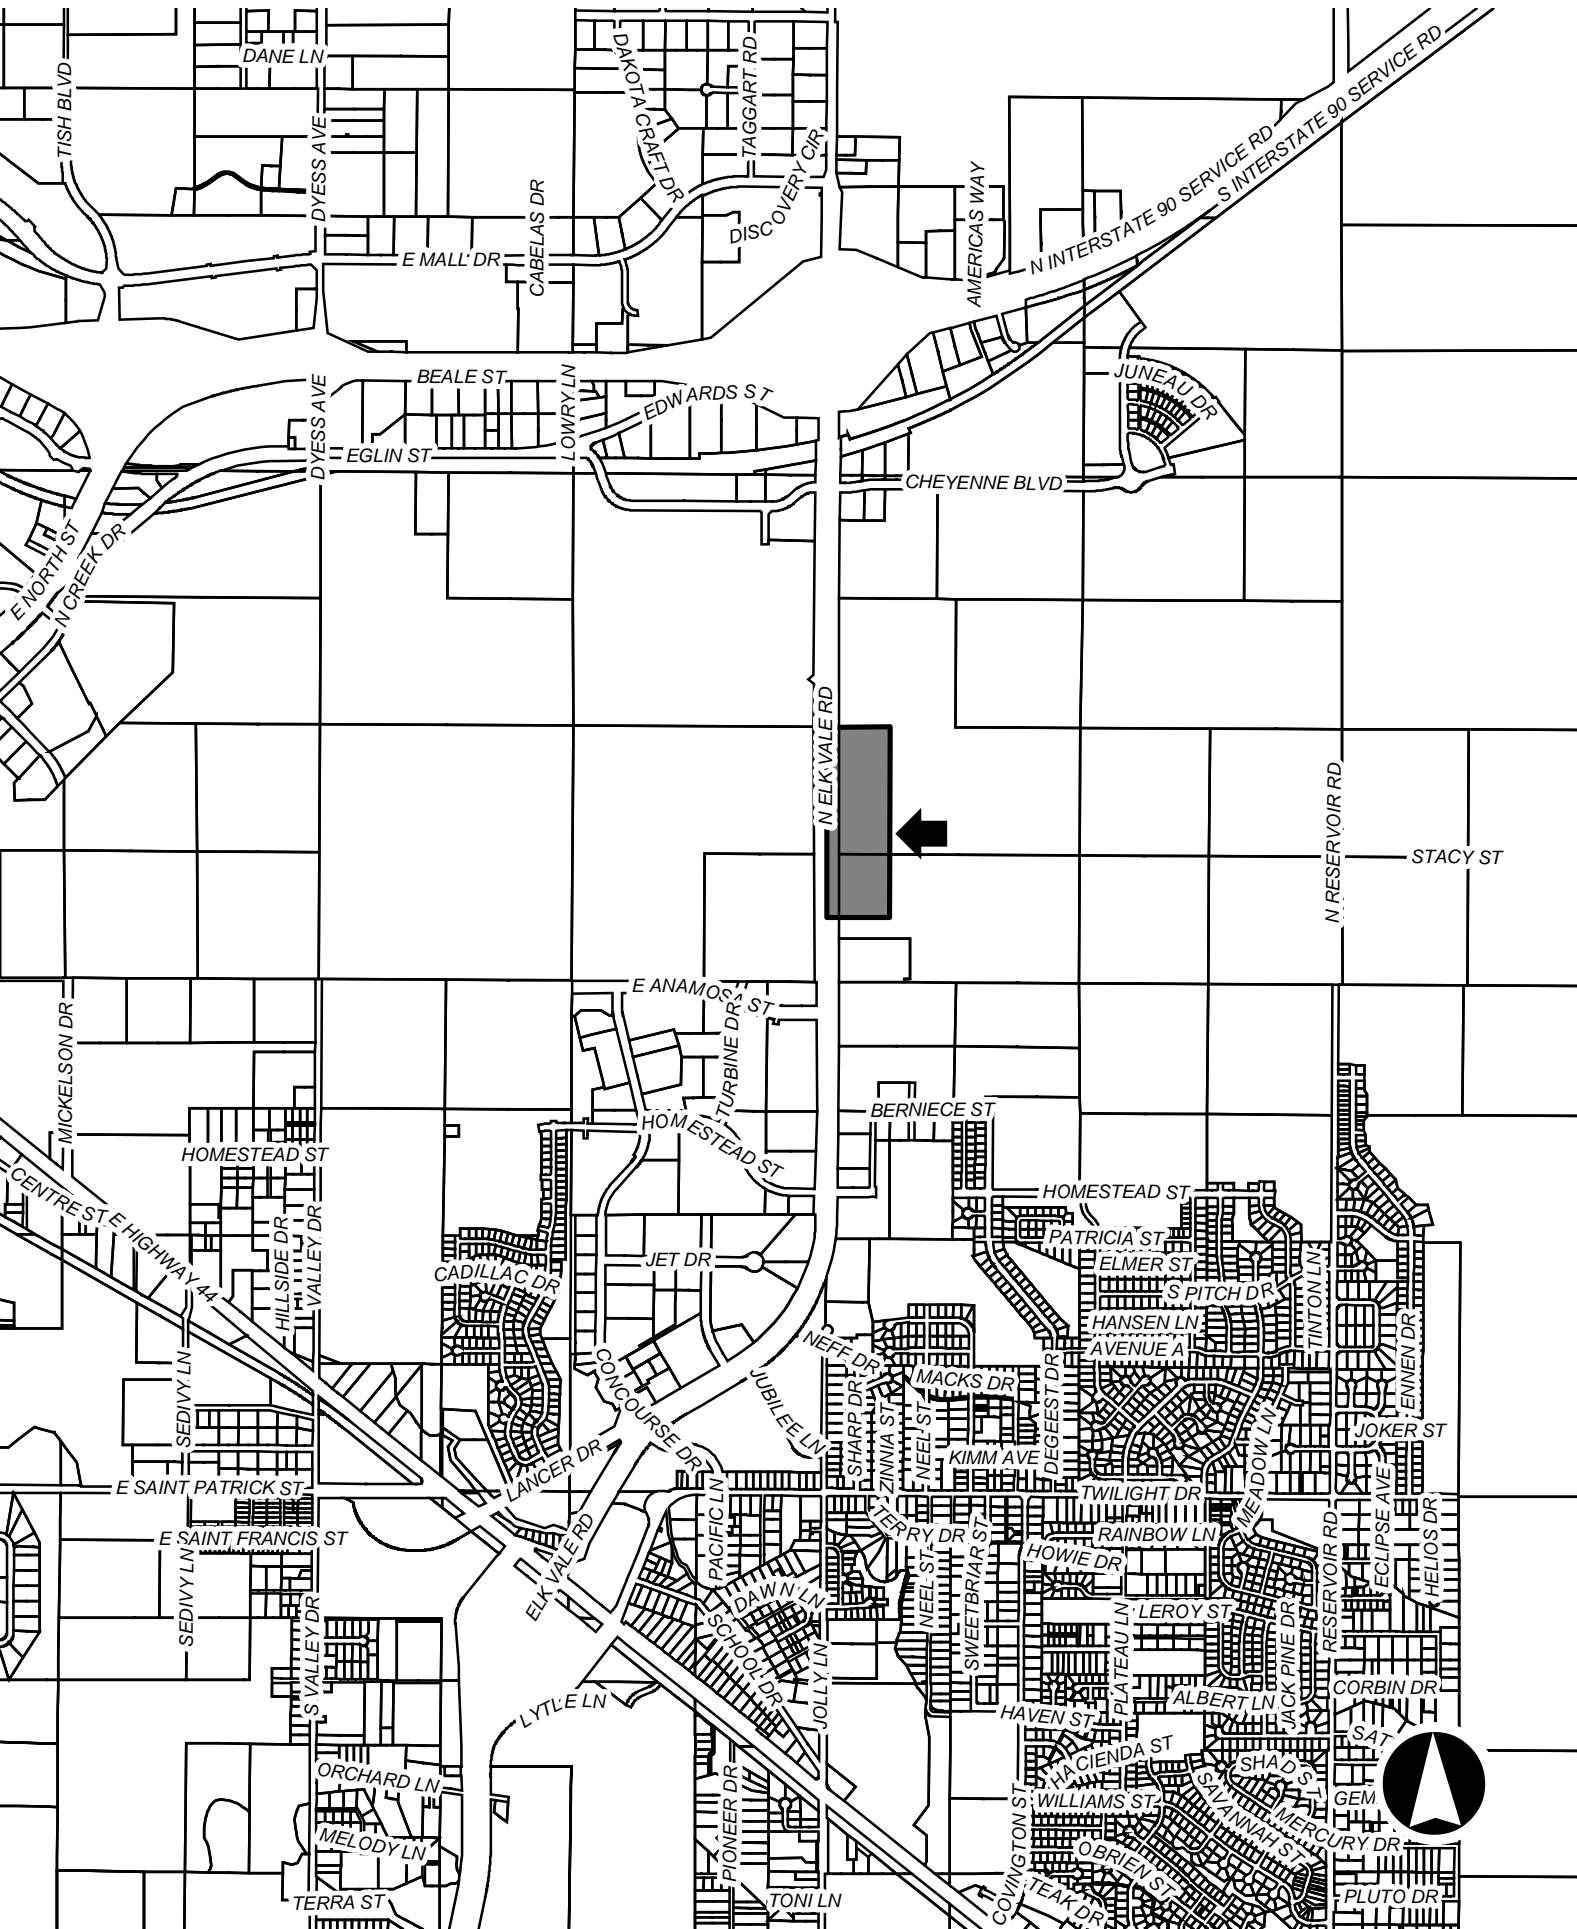 DANE LN
TISH BLVD
DYESS AVE
DAKOTA CRAFT DR
TAGGART RD
DISCOVERY CIR
CABELAS DR
E MALL DR
AMERICAS WAY
N INTERSTATE 90 SERVICE RD
S INTERSTATE 90 SERVICE RD
BEALE ST
LOWRY LN
EDWARDS ST
JUNEAU DR
DYESS AVE
EGLIN ST
CHEYENNE BLVD
E NORTH ST
N CREEK DR
N ELK VALE RD
N RESERVOIR RD
STACY ST
E ANAMOSA ST
MICKELSON DR
TURBINE DR
HOMESTEAD ST
BERNIECE ST
HOMESTEAD ST
CENTRE ST
E HIGHWAY 44
HILLSIDE DR
VALLEY DR
HOMESTEAD ST
PATRICIA ST
JET DR
ELMER ST
CADILLAC DR
S PITCH DR
TINTON LN
HANSEN LN
NEFF DR
AVENUE A
ENNEN DR
SEDIVY LN
CONCOURSE DR
JUBILEE LN
SHARP DR
MACKS DR
DEGEEST DR
ZINNIA ST
NEEL ST
JOKER ST
KIMM AVE
MEADOW LN
LANCER DR
E SAINT PATRICK ST
PACIFIC LN
TWILIGHT DR
ECLIPSE AVE
HELIOS DR
E SAINT FRANCIS ST
TERRY DR
RAINBOW LN
RESERVOIR RD
ELK VALE RD
HOWIE DR
SEDIVY LN
DAWN LN
NEEL ST
SWEETBRIAR ST
LEROY ST
PLATEAU LN
JACK PINE DR
S VALLEY DR
SCHOOL DR
JOLLY LN
ALBERT LN
CORBIN DR
LYTLE LN
HAVEN ST
SAT
HACIENDA ST
SHAD ST
ORCHARD LN
PIONEER DR
WILLIAMS ST
SAVANNAH ST
GEM
MERCURY DR
MELODY LN
COVINGTON ST
OBRIEN ST
TERRA ST
TONI LN
TEAK DR
PLUTO DR